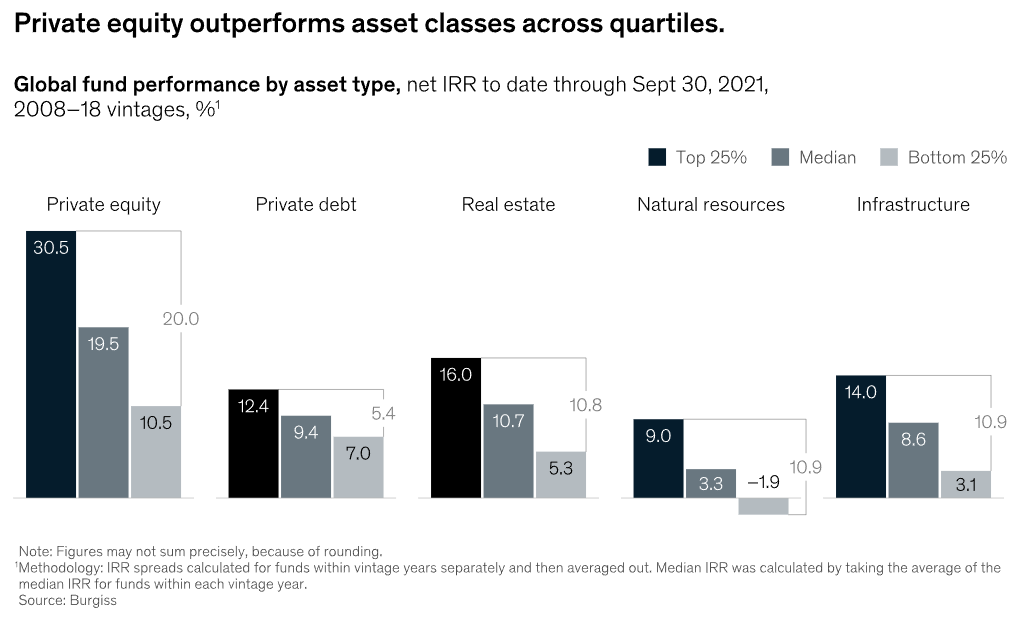 Private equity outperforms asset classes across quartiles.
Global fund performance by asset type, net IRR to date through Sept 30, 2021,
2008–18 vintages, %¹
Top 25% Median Bottom 25%
Private equity Private debt Real estate Natural resources Infrastructure
30.5
19.5
10.5
20.0
12.4
9.4
7.0
5.4
16.0
10.7
5.3
10.8
9.0
3.3
–1.9
10.9
14.0
8.6
3.1
10.9
Note: Figures may not sum precisely, because of rounding.
¹Methodology: IRR spreads calculated for funds within vintage years separately and then averaged out. Median IRR was calculated by taking the average of the
median IRR for funds within each vintage year.
Source: Burgiss